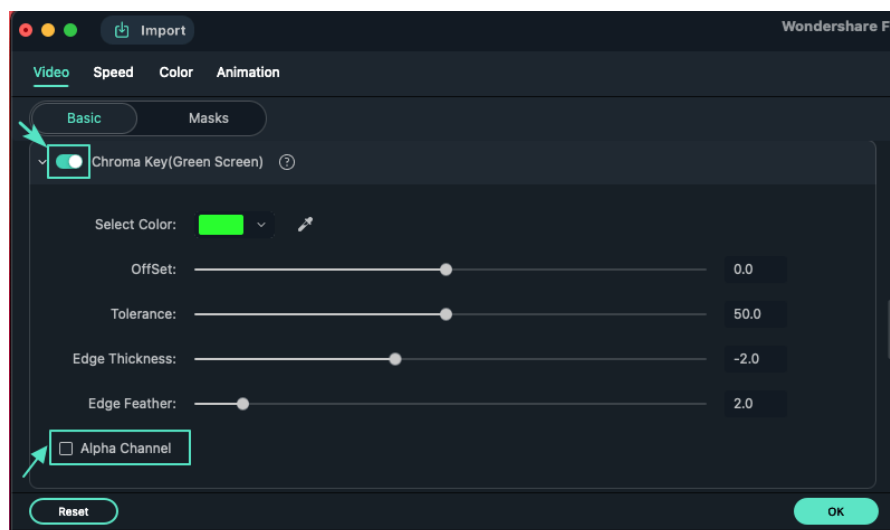 Import
Wondershare F
Video Speed Color Animation
Basic Masks
Chroma Key(Green Screen) ?
Select Color:
OffSet: 0.0
Tolerance: 50.0
Edge Thickness: -2.0
Edge Feather: 2.0
Alpha Channel
Reset OK